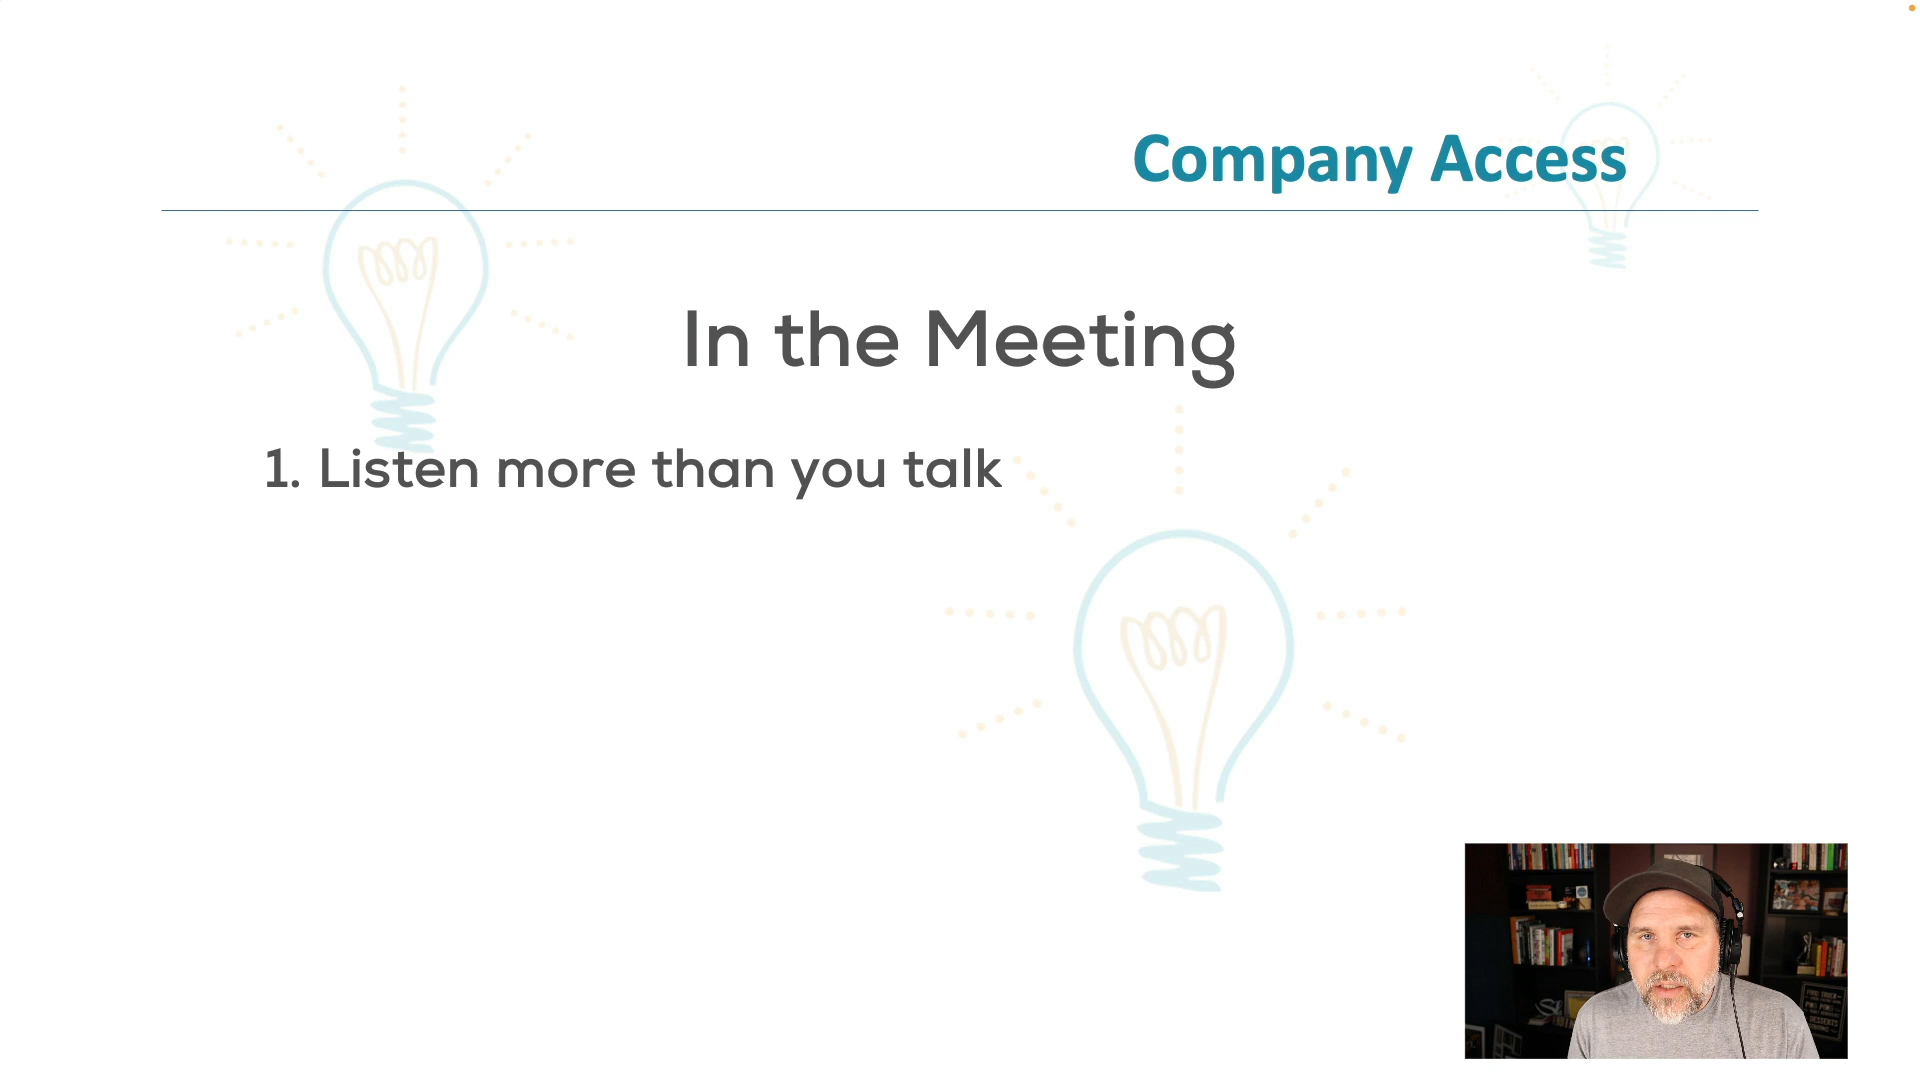 Company Access
In the Meeting
1. Listen more than you talk